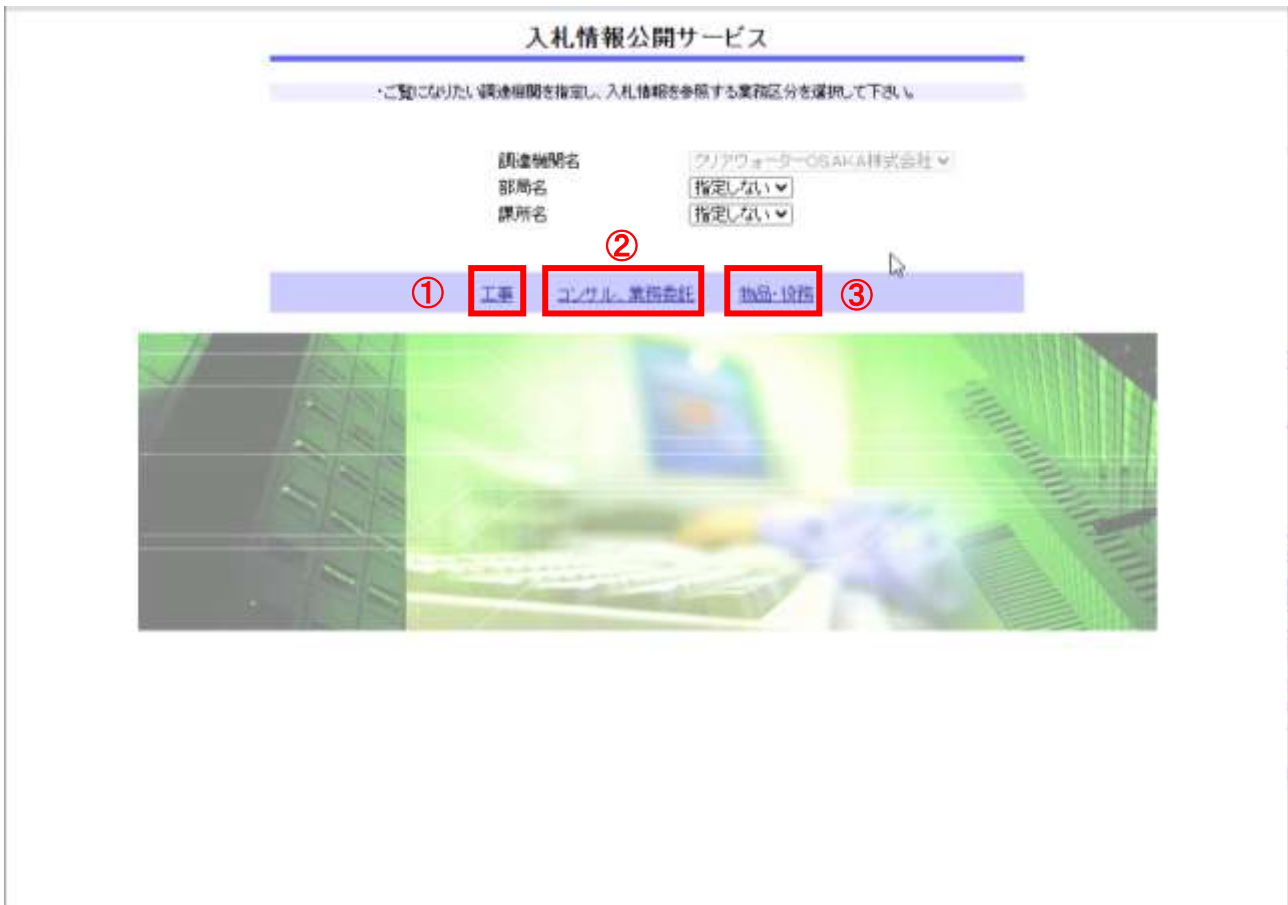 入札情報公開サービス
・ご覧になりたい調達機関を指定し、入札情報を参照する業務区分を選択して下さい。
調達機関名 クリアウォーターOSAKA株式会社
部局名 指定しない
課所名 指定しない
②
① 工事 コンサル、業務委託 物品・役務 ③